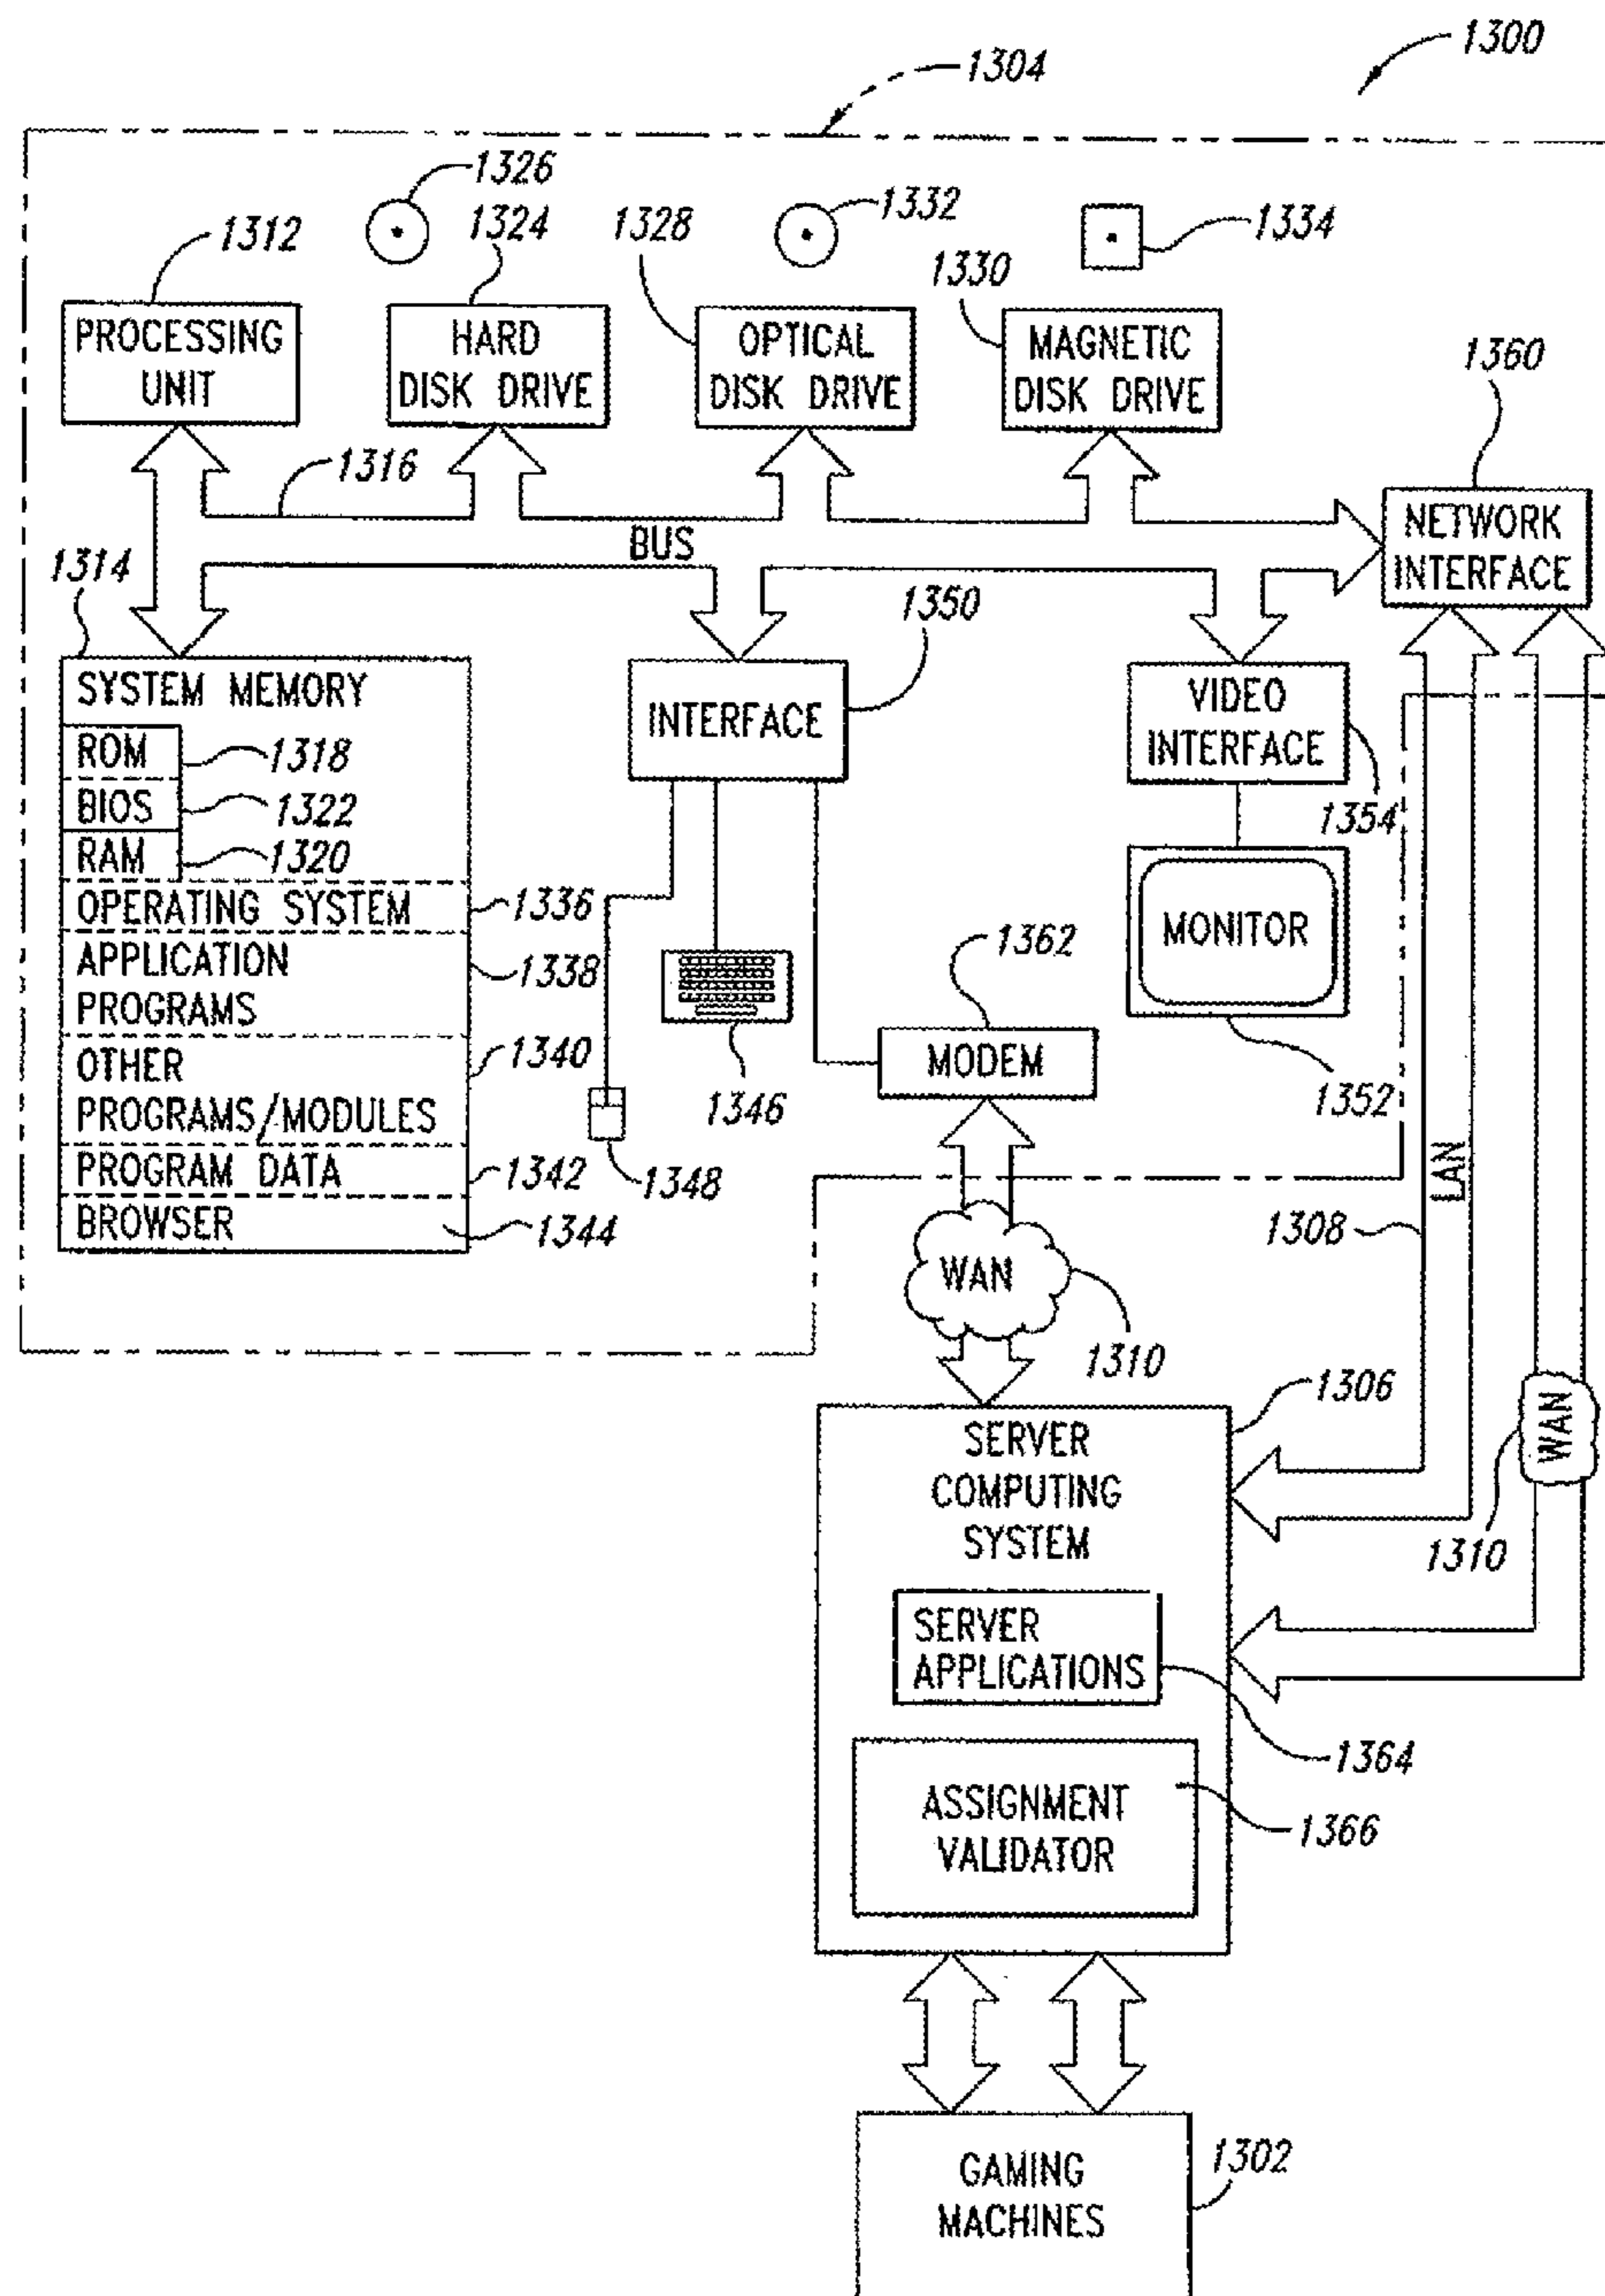 1300
1304
1326
1312
1324
1328
1332
1334
1330
PROCESSING
UNIT
HARD
DISK DRIVE
OPTICAL
DISK DRIVE
MAGNETIC
DISK DRIVE
1360
1316
BUS
NETWORK
INTERFACE
1314
1350
SYSTEM MEMORY
ROM
1318
BIOS
1322
RAM
1320
OPERATING SYSTEM
1336
APPLICATION
PROGRAMS
1338
OTHER
PROGRAMS/MODULES
1340
PROGRAM DATA
1342
BROWSER
1344
INTERFACE
VIDEO
INTERFACE
1354
MONITOR
1352
1362
MODEM
1346
1348
LAN
1308
WAN
1310
1306
SERVER
COMPUTING
SYSTEM
WAN
1310
SERVER
APPLICATIONS
1364
ASSIGNMENT
VALIDATOR
1366
GAMING
MACHINES
1302